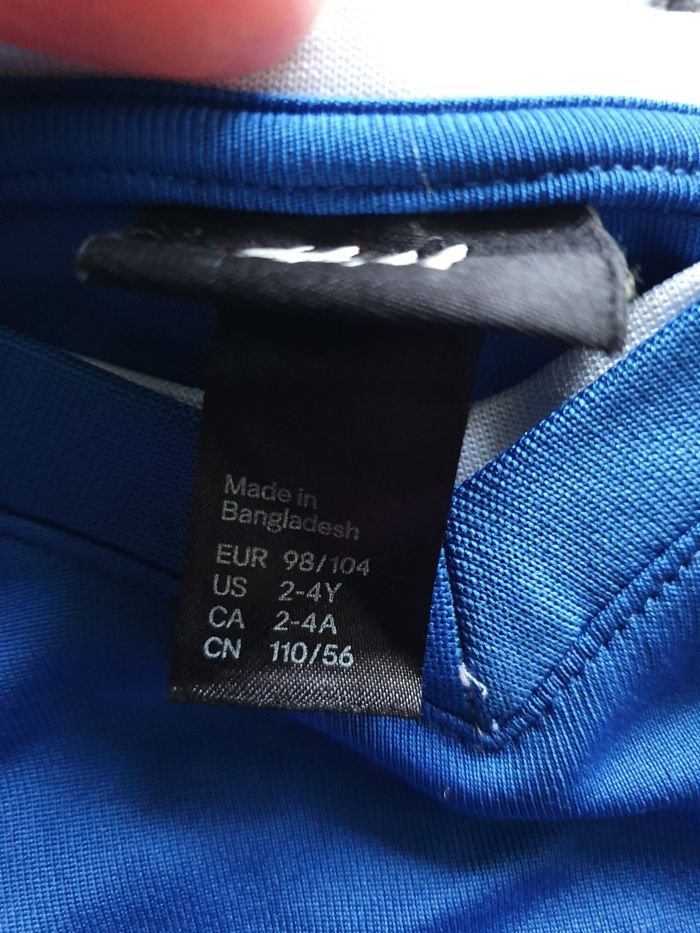 Made in
Bangladesh
EUR 98/104
US 2-4Y
CA 2-4A
CN 110/56